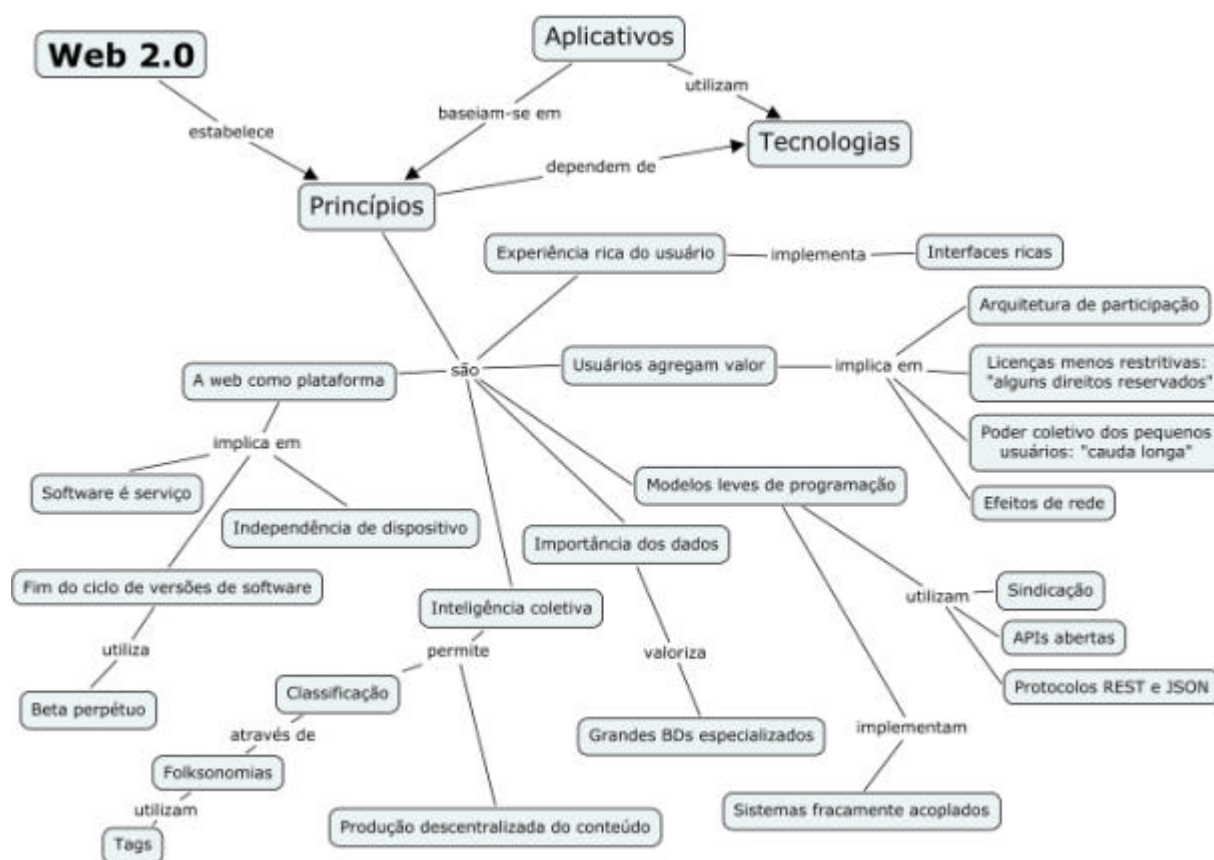 Web 2.0
Aplicativos
utilizam
baseiam-se em
estabelece
Tecnologias
dependem de
Princípios
Experiência rica do usuário
implementa
Interfaces ricas
Arquitetura de participação
são
Usuários agregam valor
implica em
Licenças menos restritivas:
"alguns direitos reservados"
A web como plataforma
Poder coletivo dos pequenos
usuários: "cauda longa"
implica em
Software é serviço
Modelos leves de programação
Efeitos de rede
Independência de dispositivo
Importância dos dados
Fim do ciclo de versões de software
Inteligência coletiva
utilizam
Sindicação
APIs abertas
utiliza
permite
valoriza
Protocolos REST e JSON
Classificação
Beta perpétuo
através de
Grandes BDs especializados
implementam
Folksonomias
utilizam
Sistemas fracamente acoplados
Produção descentralizada do conteúdo
Tags